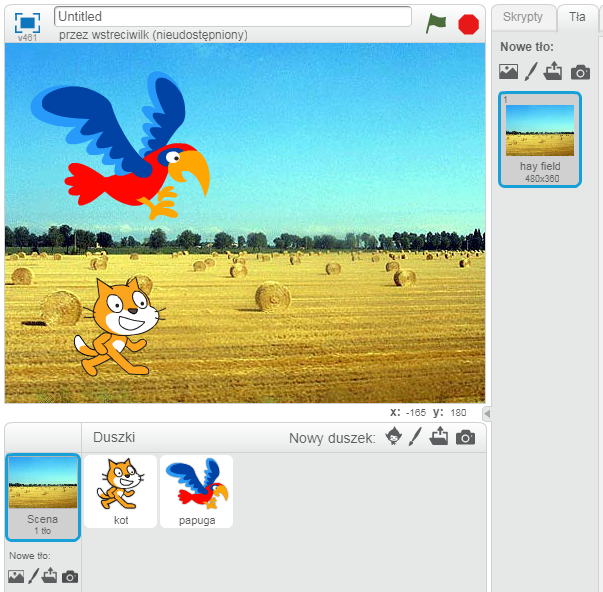 Untitled
v461
przez wstreciwilk (nieudostępniony)
Skrypty
Tła
Nowe tło:
1
hay field
480x360
x: -165 y: 180
Duszki
Nowy duszek:
Scena
1 tło
kot
papuga
Nowe tło: